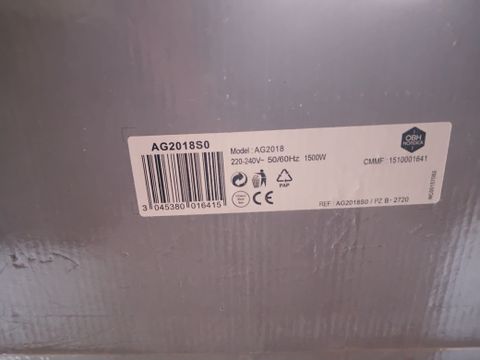 AG2018S0
Model : AG2018
220-240V~ 50/60Hz 1500W
OBH
NORDICA
CMMF : 1510001641
PAP
3 045380 016415
REF : AG2018S0 / PZ B - 2720